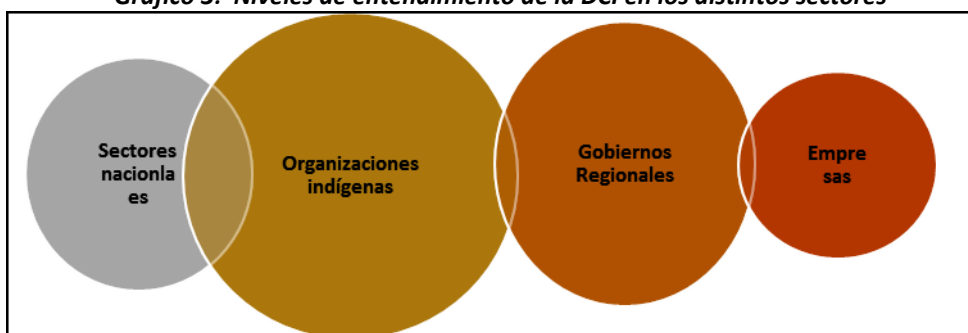 Gráfico 3: Niveles de entendimiento de la DCI en los distintos sectores
Sectores
nacionla
es
Organizaciones
indígenas
Gobiernos
Regionales
Empre
sas